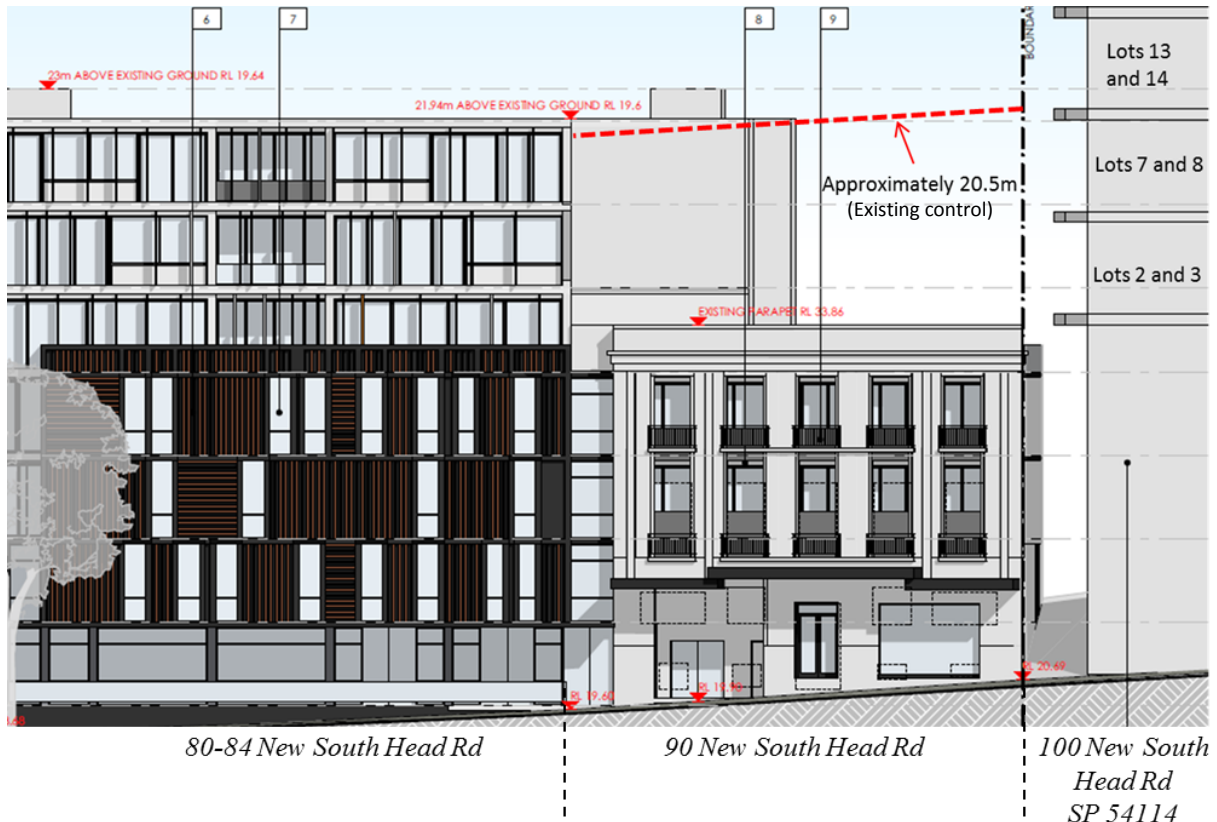 6
7
8
9
BOUNDAR
23m ABOVE EXISTING GROUND RL 19.64
21.94m ABOVE EXISTING GROUND RL 19.6
Lots 13
and 14
Approximately 20.5m
(Existing control)
Lots 7 and 8
Lots 2 and 3
EXISTING PARAPET RL 33.86
RL 20.69
RL 19.60
RL 19.90
80-84 New South Head Rd
90 New South Head Rd
100 New South
Head Rd
SP 54114